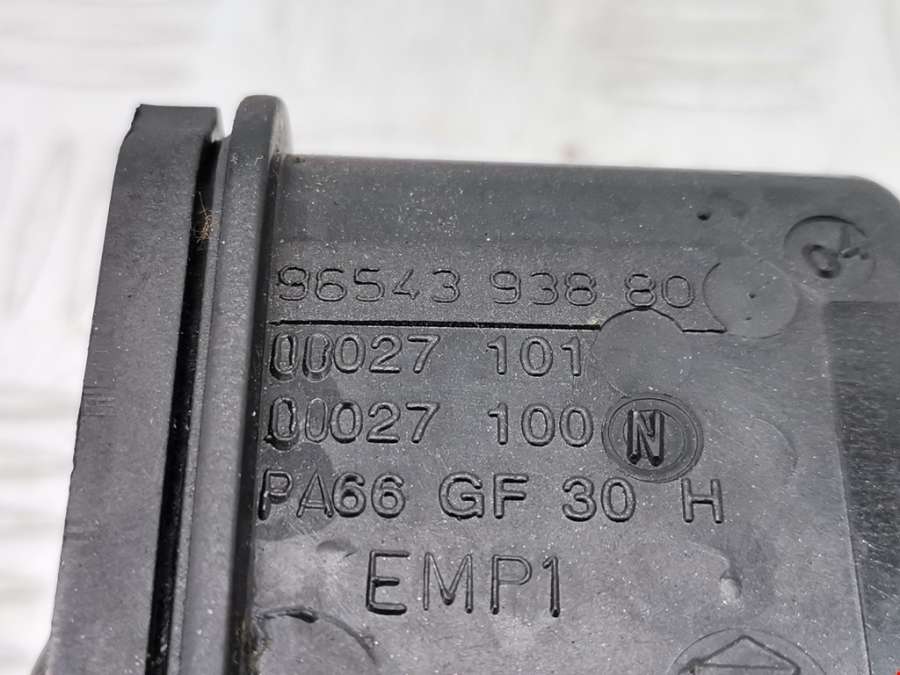 96543 938 80
00027 101
00027 100 N
PA66 GF 30 H
EMP1